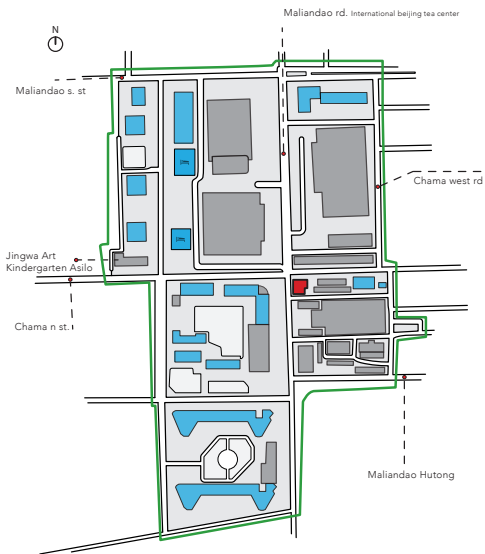 Maliandao rd. International beijing tea center
N
Maliandao s. st
Chama west rd
Jingwa Art
Kindergarten Asilo
Chama n st.
Maliandao Hutong